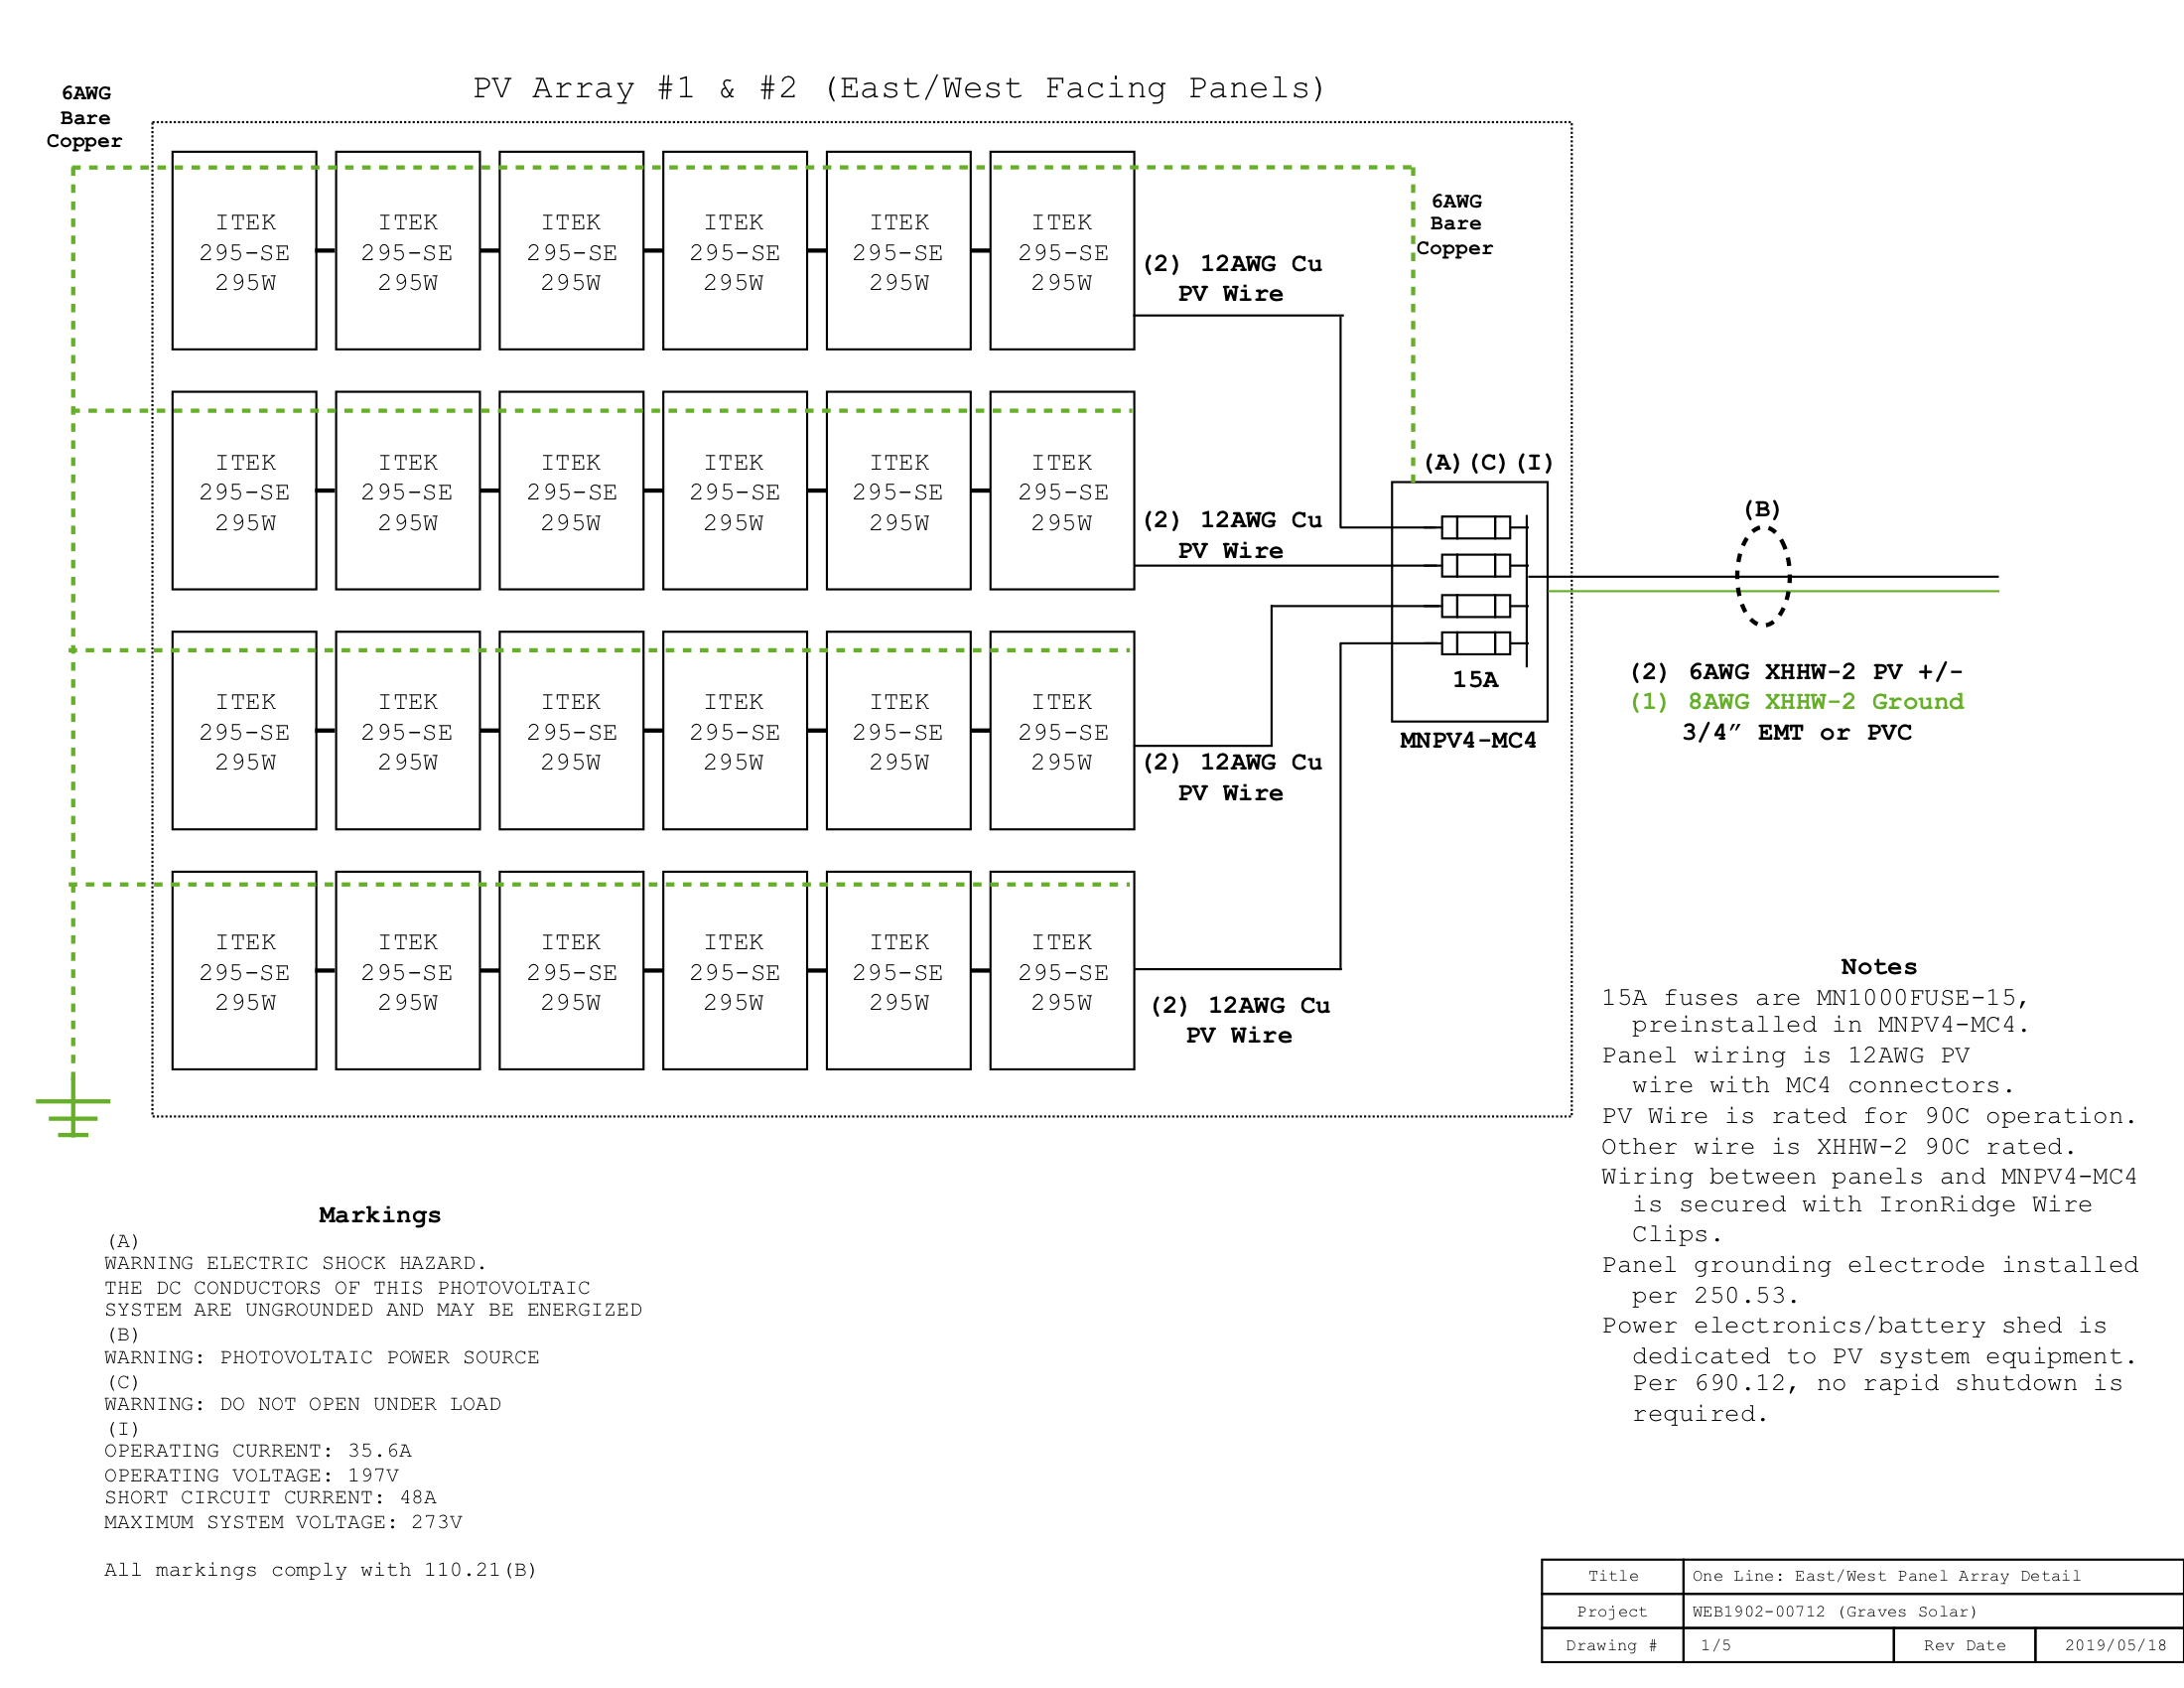 PV Array #1 & #2 (East/West Facing Panels)
6AWG
Bare
Copper
6AWG
Bare
Copper
ITEK ITEK ITEK ITEK ITEK ITEK
295-SE 295-SE 295-SE 295-SE 295-SE 295-SE
295W 295W 295W 295W 295W 295W
(2) 12AWG Cu
PV Wire
ITEK ITEK ITEK ITEK ITEK ITEK
295-SE 295-SE 295-SE 295-SE 295-SE 295-SE
295W 295W 295W 295W 295W 295W
(2) 12AWG Cu
PV Wire
(A)(C)(I)
15A
MNPV4-MC4
(B)
(2) 6AWG XHHW-2 PV +/-
(1) 8AWG XHHW-2 Ground
3/4″ EMT or PVC
ITEK ITEK ITEK ITEK ITEK ITEK
295-SE 295-SE 295-SE 295-SE 295-SE 295-SE
295W 295W 295W 295W 295W 295W
(2) 12AWG Cu
PV Wire
ITEK ITEK ITEK ITEK ITEK ITEK
295-SE 295-SE 295-SE 295-SE 295-SE 295-SE
295W 295W 295W 295W 295W 295W
(2) 12AWG Cu
PV Wire
Notes
15A fuses are MN1000FUSE-15,
preinstalled in MNPV4-MC4.
Panel wiring is 12AWG PV
wire with MC4 connectors.
PV Wire is rated for 90C operation.
Other wire is XHHW-2 90C rated.
Wiring between panels and MNPV4-MC4
is secured with IronRidge Wire
Clips.
Panel grounding electrode installed
per 250.53.
Power electronics/battery shed is
dedicated to PV system equipment.
Per 690.12, no rapid shutdown is
required.
Markings
(A)
WARNING ELECTRIC SHOCK HAZARD.
THE DC CONDUCTORS OF THIS PHOTOVOLTAIC
SYSTEM ARE UNGROUNDED AND MAY BE ENERGIZED
(B)
WARNING: PHOTOVOLTAIC POWER SOURCE
(C)
WARNING: DO NOT OPEN UNDER LOAD
(I)
OPERATING CURRENT: 35.6A
OPERATING VOLTAGE: 197V
SHORT CIRCUIT CURRENT: 48A
MAXIMUM SYSTEM VOLTAGE: 273V
All markings comply with 110.21(B)
Title One Line: East/West Panel Array Detail
Project WEB1902-00712 (Graves Solar)
Drawing # 1/5 Rev Date 2019/05/18